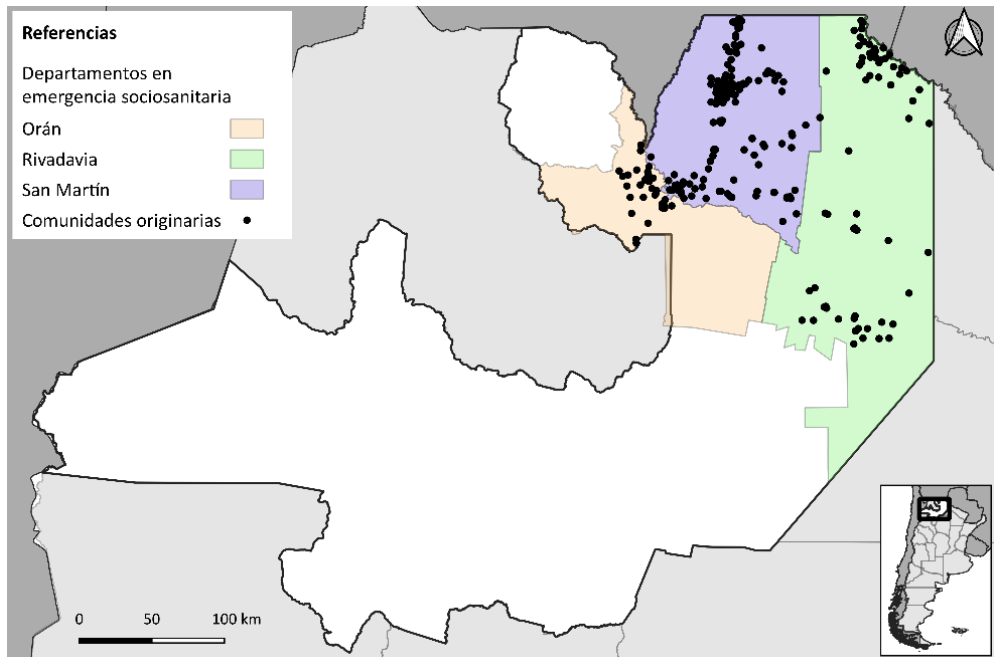 Referencias
Departamentos en
emergencia sociosanitaria
Orán
Rivadavia
San Martín
Comunidades originarias
0 50 100 km